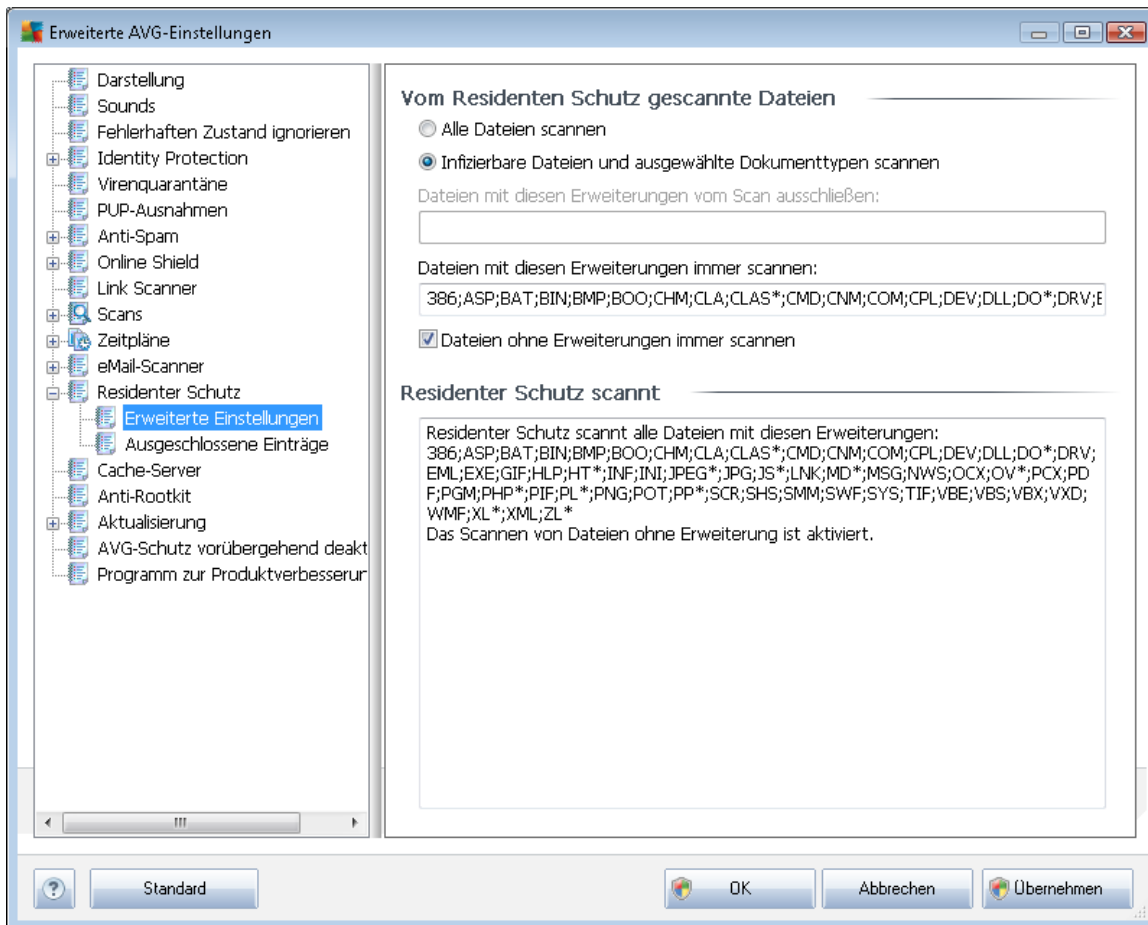 Erweiterte AVG-Einstellungen
Darstellung
Sounds
Fehlerhaften Zustand ignorieren
Identity Protection
Virenquarantäne
PUP-Ausnahmen
Anti-Spam
Online Shield
Link Scanner
Scans
Zeitpläne
eMail-Scanner
Residenter Schutz
Erweiterte Einstellungen
Ausgeschlossene Einträge
Cache-Server
Anti-Rootkit
Aktualisierung
AVG-Schutz vorübergehend deakt
Programm zur Produktverbesserur
Vom Residenten Schutz gescannte Dateien
Alle Dateien scannen
Infizierbare Dateien und ausgewählte Dokumenttypen scannen
Dateien mit diesen Erweiterungen vom Scan ausschließen:
Dateien mit diesen Erweiterungen immer scannen:
386;ASP;BAT;BIN;BMP;BOO;CHM;CLA;CLAS*;CMD;CNM;COM;CPL;DEV;DLL;DO*;DRV;E
Dateien ohne Erweiterungen immer scannen
Residenter Schutz scannt
Residenter Schutz scannt alle Dateien mit diesen Erweiterungen:
386;ASP;BAT;BIN;BMP;BOO;CHM;CLA;CLAS*;CMD;CNM;COM;CPL;DEV;DLL;DO*;DRV;
EML;EXE;GIF;HLP;HT*;INF;INI;JPEG*;JPG;JS*;LNK;MD*;MSG;NWS;OCX;OV*;PCX;PD
F;PGM;PHP*;PIF;PL*;PNG;POT;PP*;SCR;SHS;SMM;SWF;SYS;TIF;VBE;VBS;VBX;VXD;
WMF;XL*;XML;ZL*
Das Scannen von Dateien ohne Erweiterung ist aktiviert.
?
Standard
OK
Abbrechen
Übernehmen